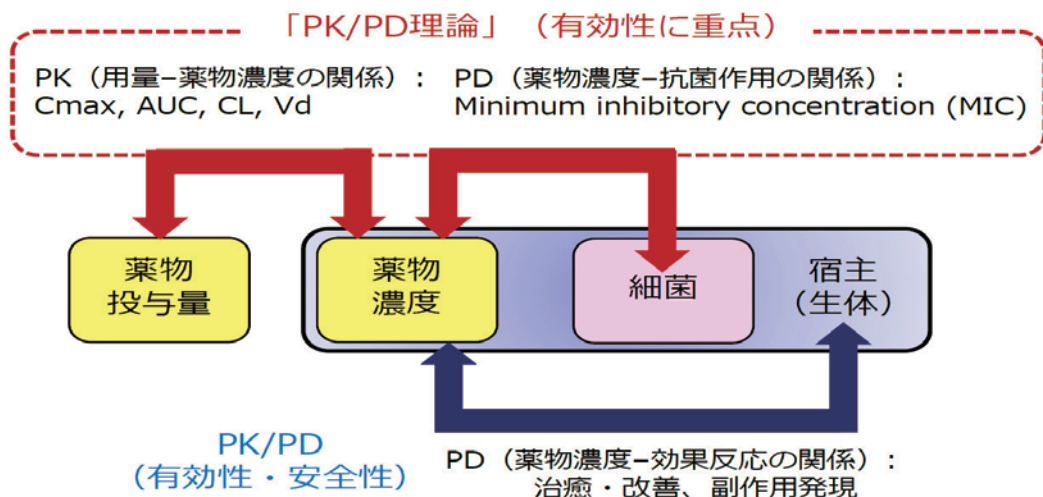 「PK/PD理論」（有効性に重点）
PK（用量–薬物濃度の関係）：
Cmax, AUC, CL, Vd
PD（薬物濃度–抗菌作用の関係）：
Minimum inhibitory concentration (MIC)
薬物
投与量
薬物
濃度
細菌
宿主
(生体)
PK/PD
（有効性・安全性）
PD（薬物濃度–効果反応の関係）：
治癒・改善、副作用発現